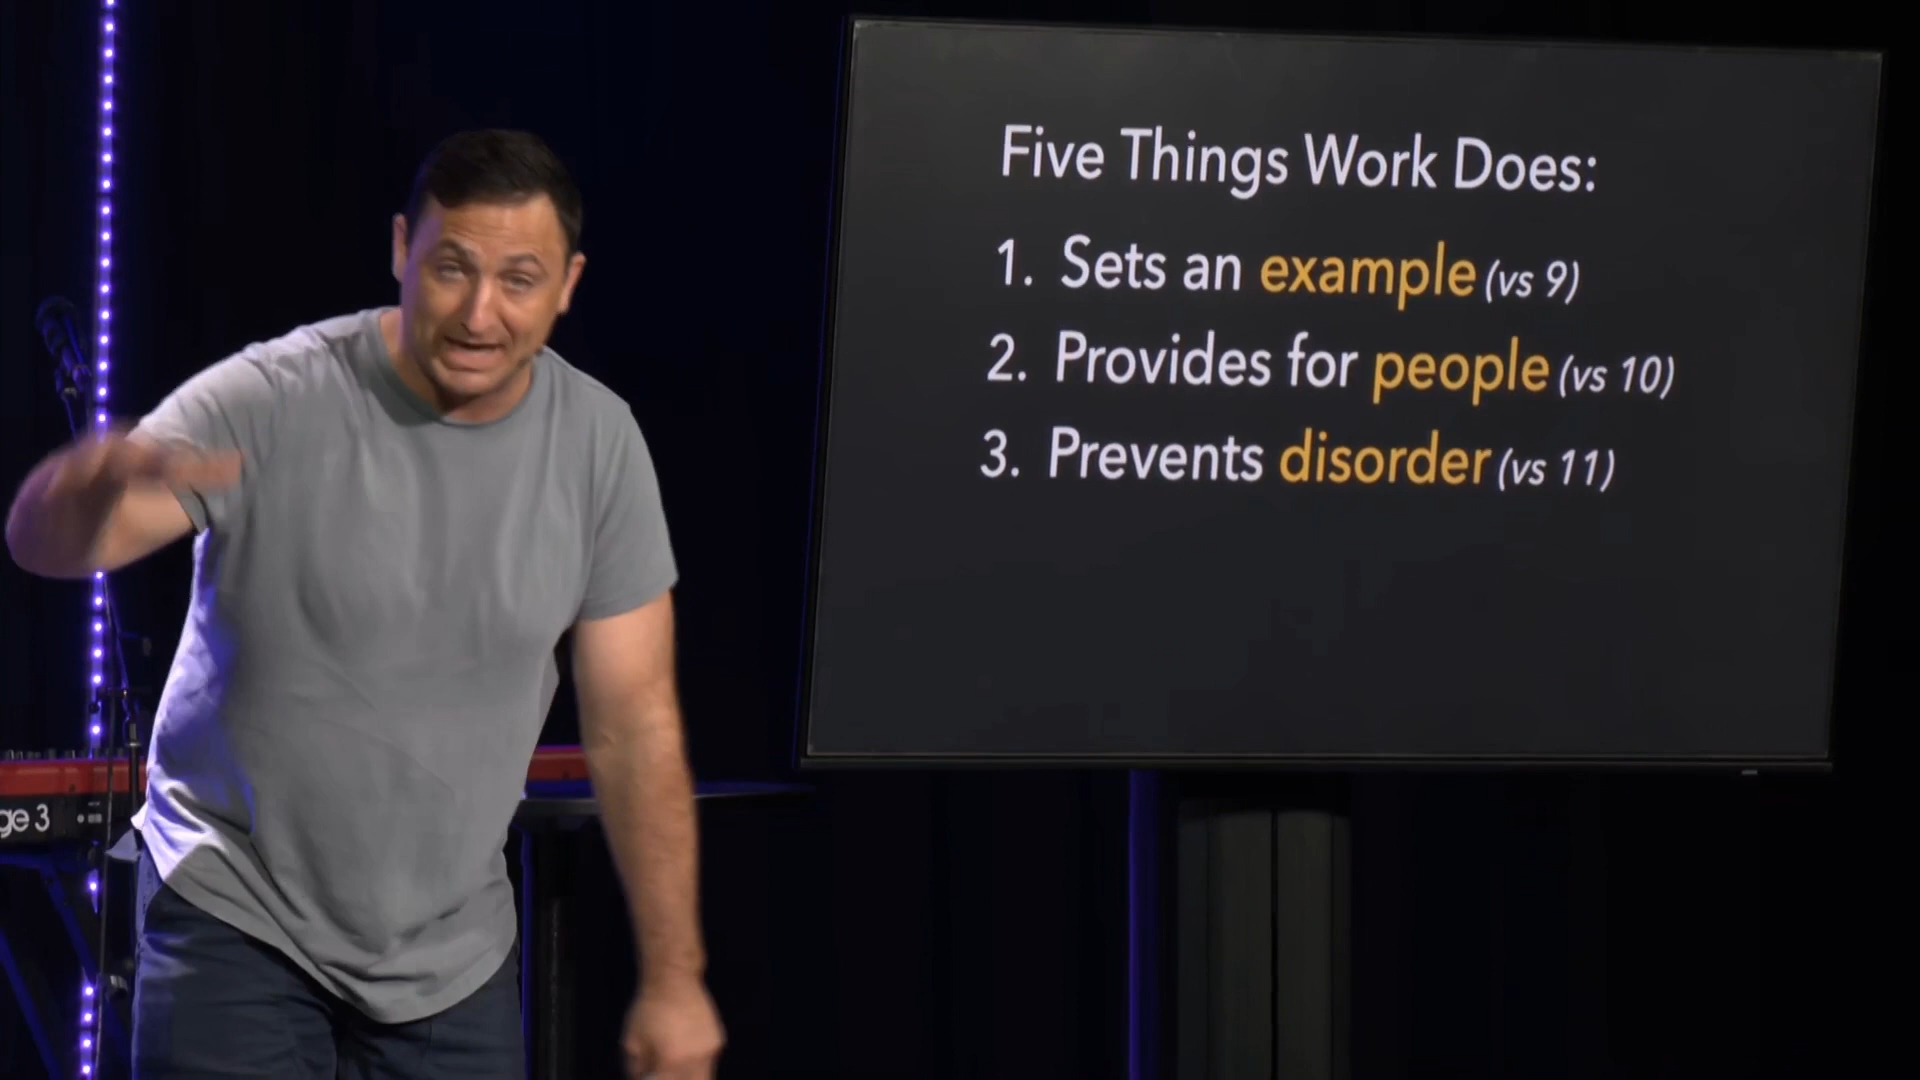 Five Things Work Does:
1. Sets an example (vs 9)
2. Provides for people (vs 10)
3. Prevents disorder (vs 11)
ge 3